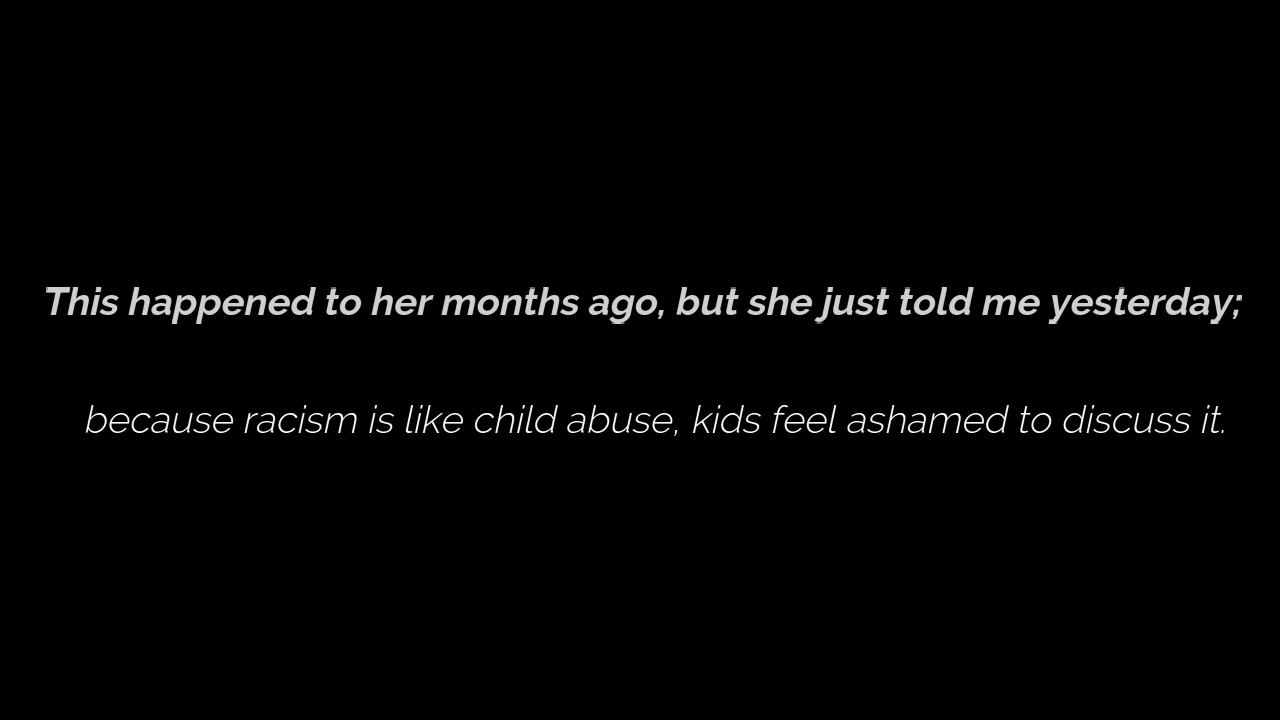 This happened to her months ago, but she just told me yesterday;
because racism is like child abuse, kids feel ashamed to discuss it.